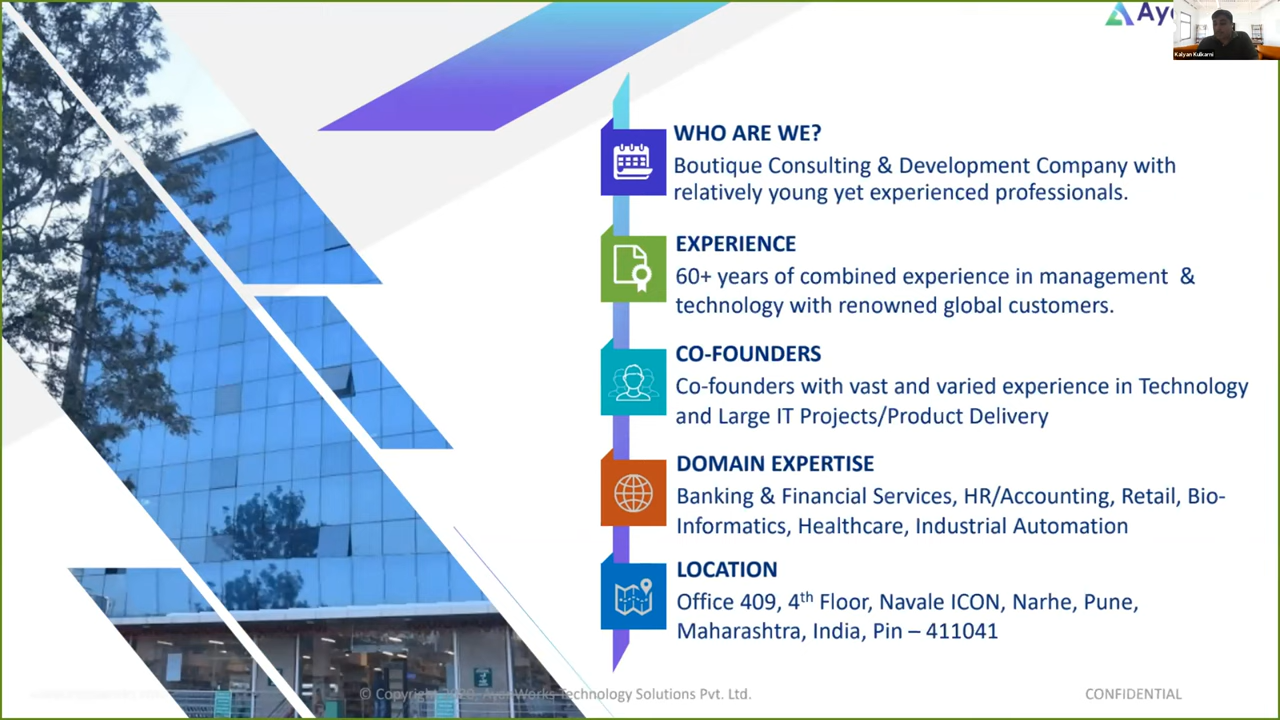 Aya
Kalyan Kulkarni
WHO ARE WE?
Boutique Consulting & Development Company with
relatively young yet experienced professionals.
EXPERIENCE
60+ years of combined experience in management &
technology with renowned global customers.
CO-FOUNDERS
Co-founders with vast and varied experience in Technology
and Large IT Projects/Product Delivery
DOMAIN EXPERTISE
Banking & Financial Services, HR/Accounting, Retail, Bio-
Informatics, Healthcare, Industrial Automation
LOCATION
Office 409, 4th Floor, Navale ICON, Narhe, Pune,
Maharashtra, India, Pin – 411041
© Copyright 2020, AyanWorks Technology Solutions Pvt. Ltd.
CONFIDENTIAL